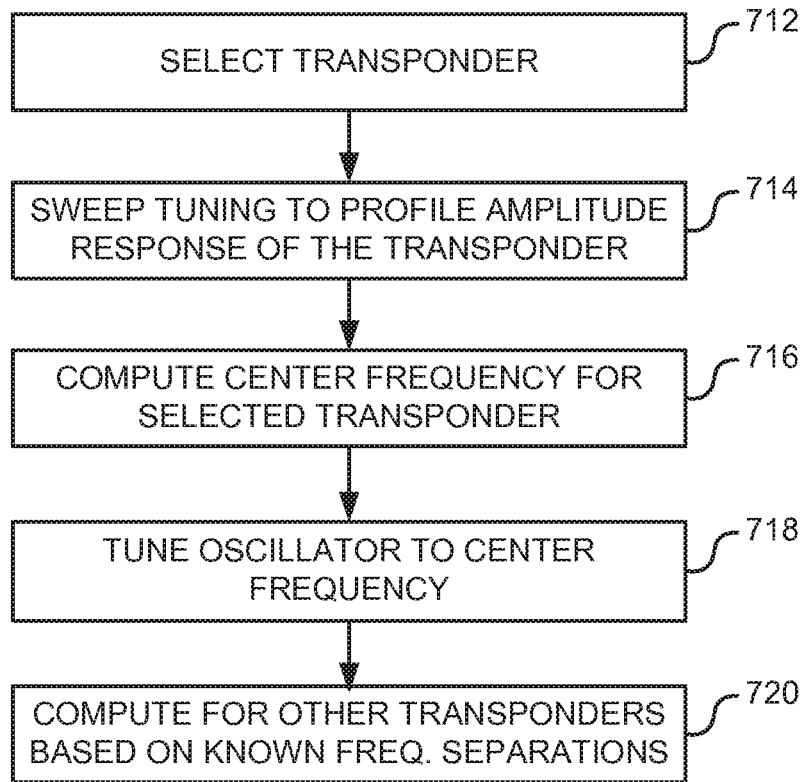 712
SELECT TRANSPONDER
714
SWEEP TUNING TO PROFILE AMPLITUDE
RESPONSE OF THE TRANSPONDER
716
COMPUTE CENTER FREQUENCY FOR
SELECTED TRANSPONDER
718
TUNE OSCILLATOR TO CENTER
FREQUENCY
720
COMPUTE FOR OTHER TRANSPONDERS
BASED ON KNOWN FREQ. SEPARATIONS